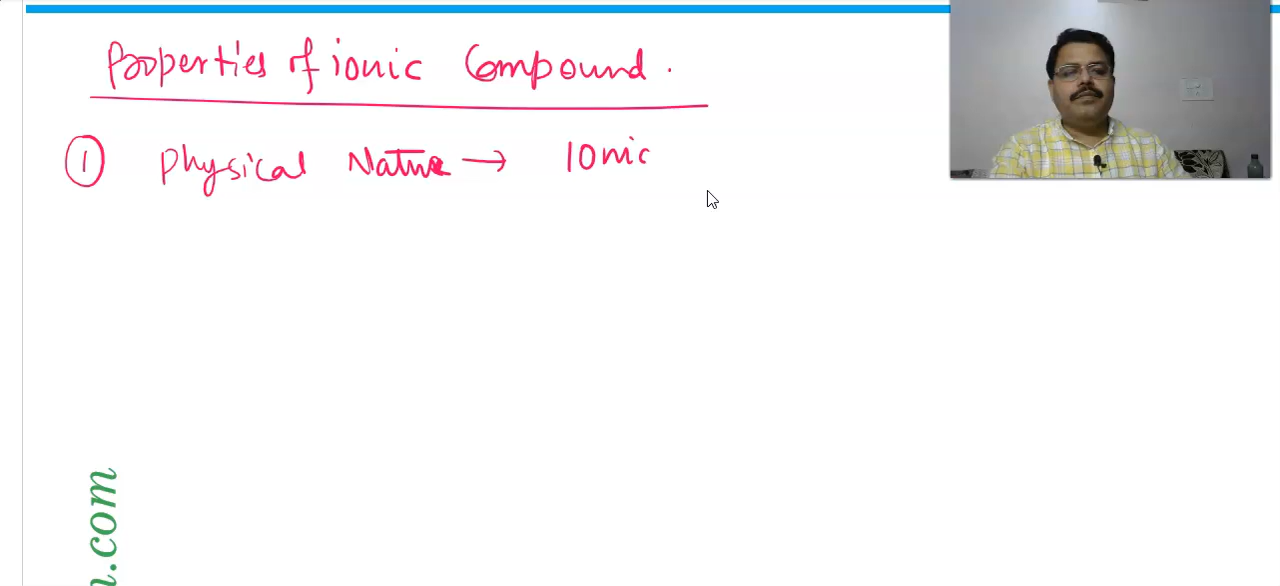 Properties of ionic Compound.
① Physical Nature → Ionic
n.com